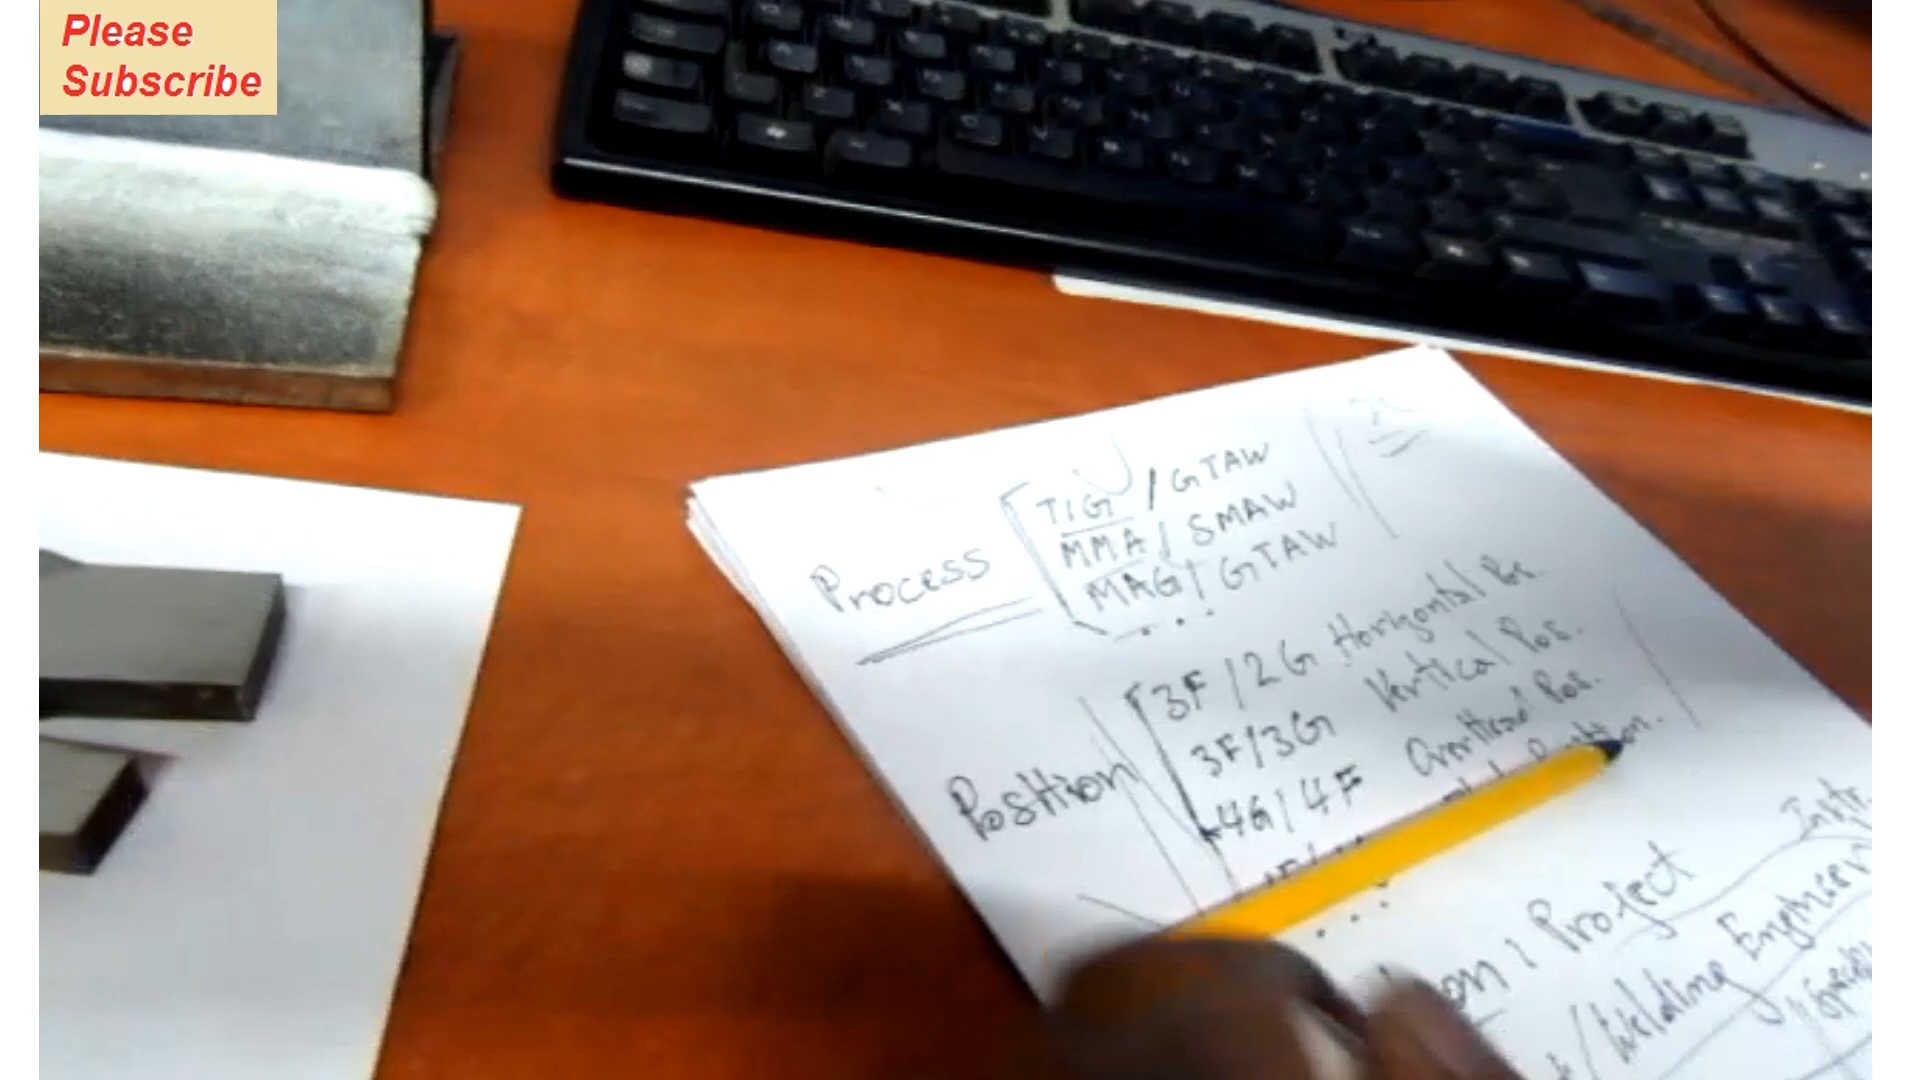 Please
Subscribe
Process
TIG / GTAW
MMA / SMAW
MAG / GTAW
...
Position
3F / 2G Horizontal Pos.
3F / 3G Vertical Pos.
4G / 4F Overhead Pos.
...
Project
Instr.
/ Welding Engineer